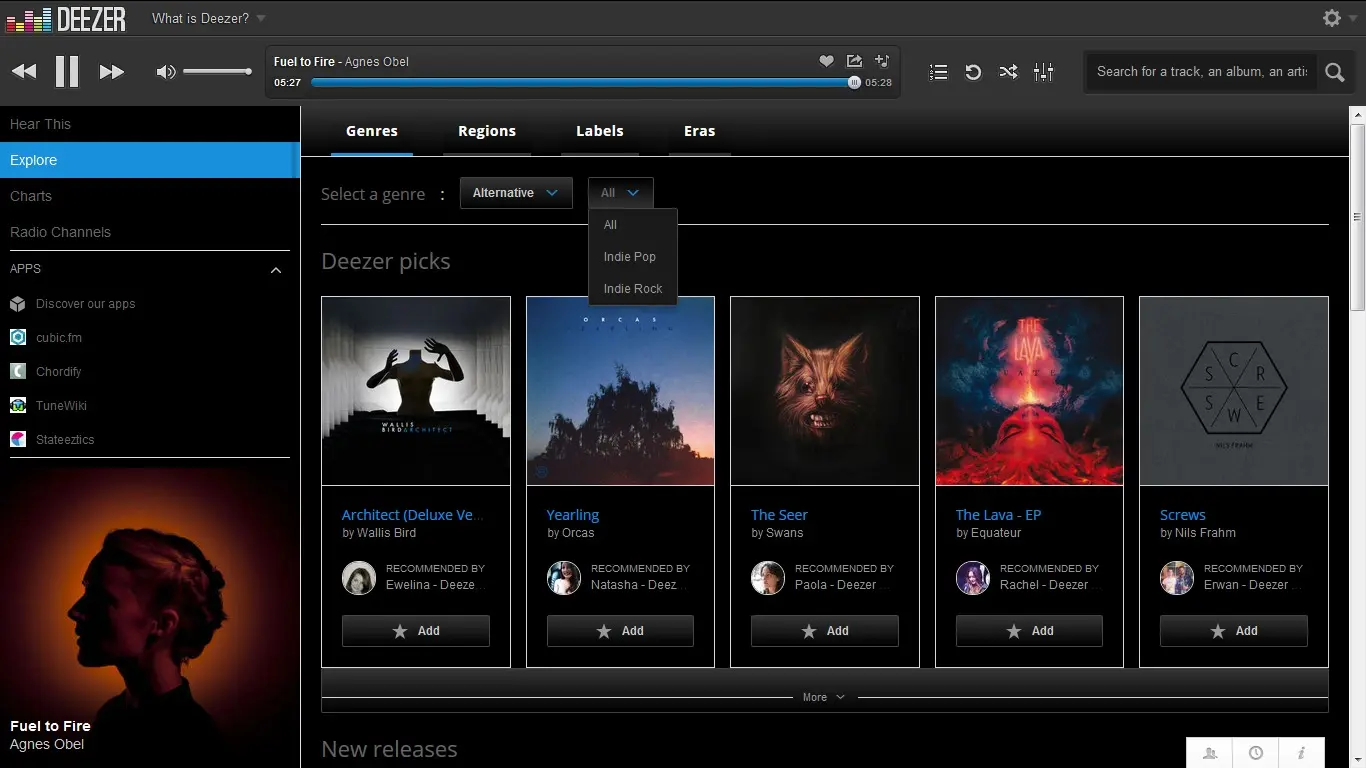 DEEZER
What is Deezer?
Fuel to Fire - Agnes Obel
05:27
05:28
Search for a track, an album, an artis
Hear This
Explore
Charts
Radio Channels
APPS
Discover our apps
cubic.fm
Chordify
TuneWiki
Stateeztics
Fuel to Fire
Agnes Obel
Genres
Regions
Labels
Eras
Select a genre :
Alternative
All
All
Indie Pop
Indie Rock
Deezer picks
WALLIS
BIRD ARCHITECT
Architect (Deluxe Ve...
by Wallis Bird
RECOMMENDED BY
Ewelina - Deeze...
Add
ORCAS
YEARLING
Yearling
by Orcas
RECOMMENDED BY
Natasha - Deez...
Add
The Seer
by Swans
RECOMMENDED BY
Paola - Deezer ...
Add
THE
LAVA
The Lava - EP
by Equateur
RECOMMENDED BY
Rachel - Deezer ...
Add
S C R
S W E
NILS FRAHM
Screws
by Nils Frahm
RECOMMENDED BY
Erwan - Deezer ...
Add
More
New releases